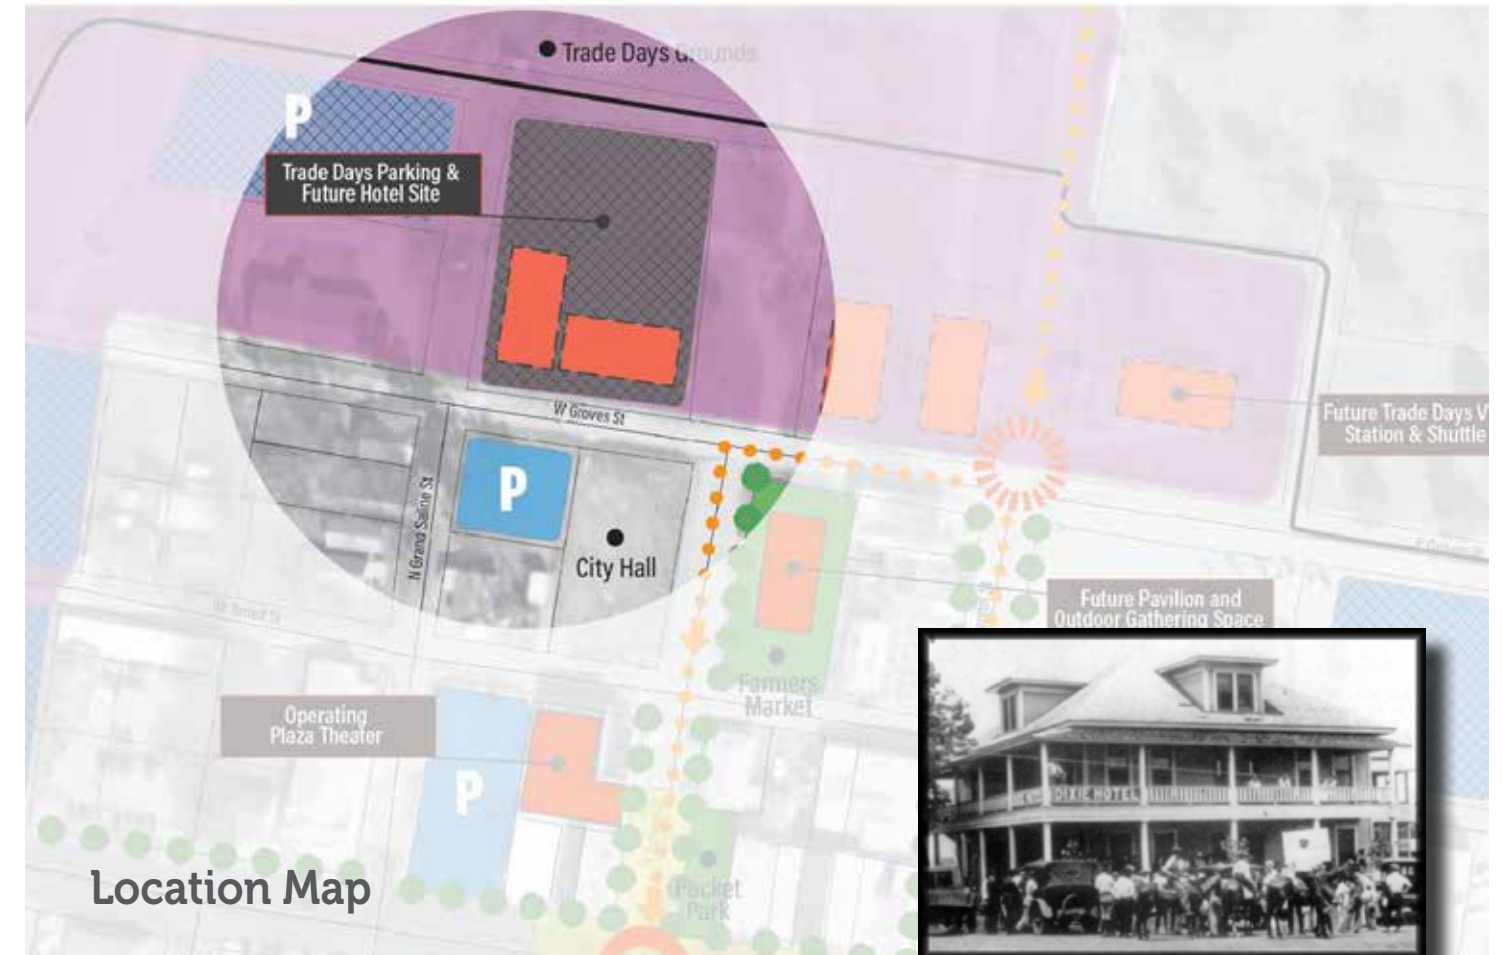 Trade Days Grounds
P
Trade Days Parking &
Future Hotel Site
W Groves St
Future Trade Days V
Station & Shuttle
P
N Grand Saline St
City Hall
Future Pavilion and
Outdoor Gathering Space
Farmers
Market
Operating
Plaza Theater
P
DIXIE HOTEL
Location Map
Pocket
Park